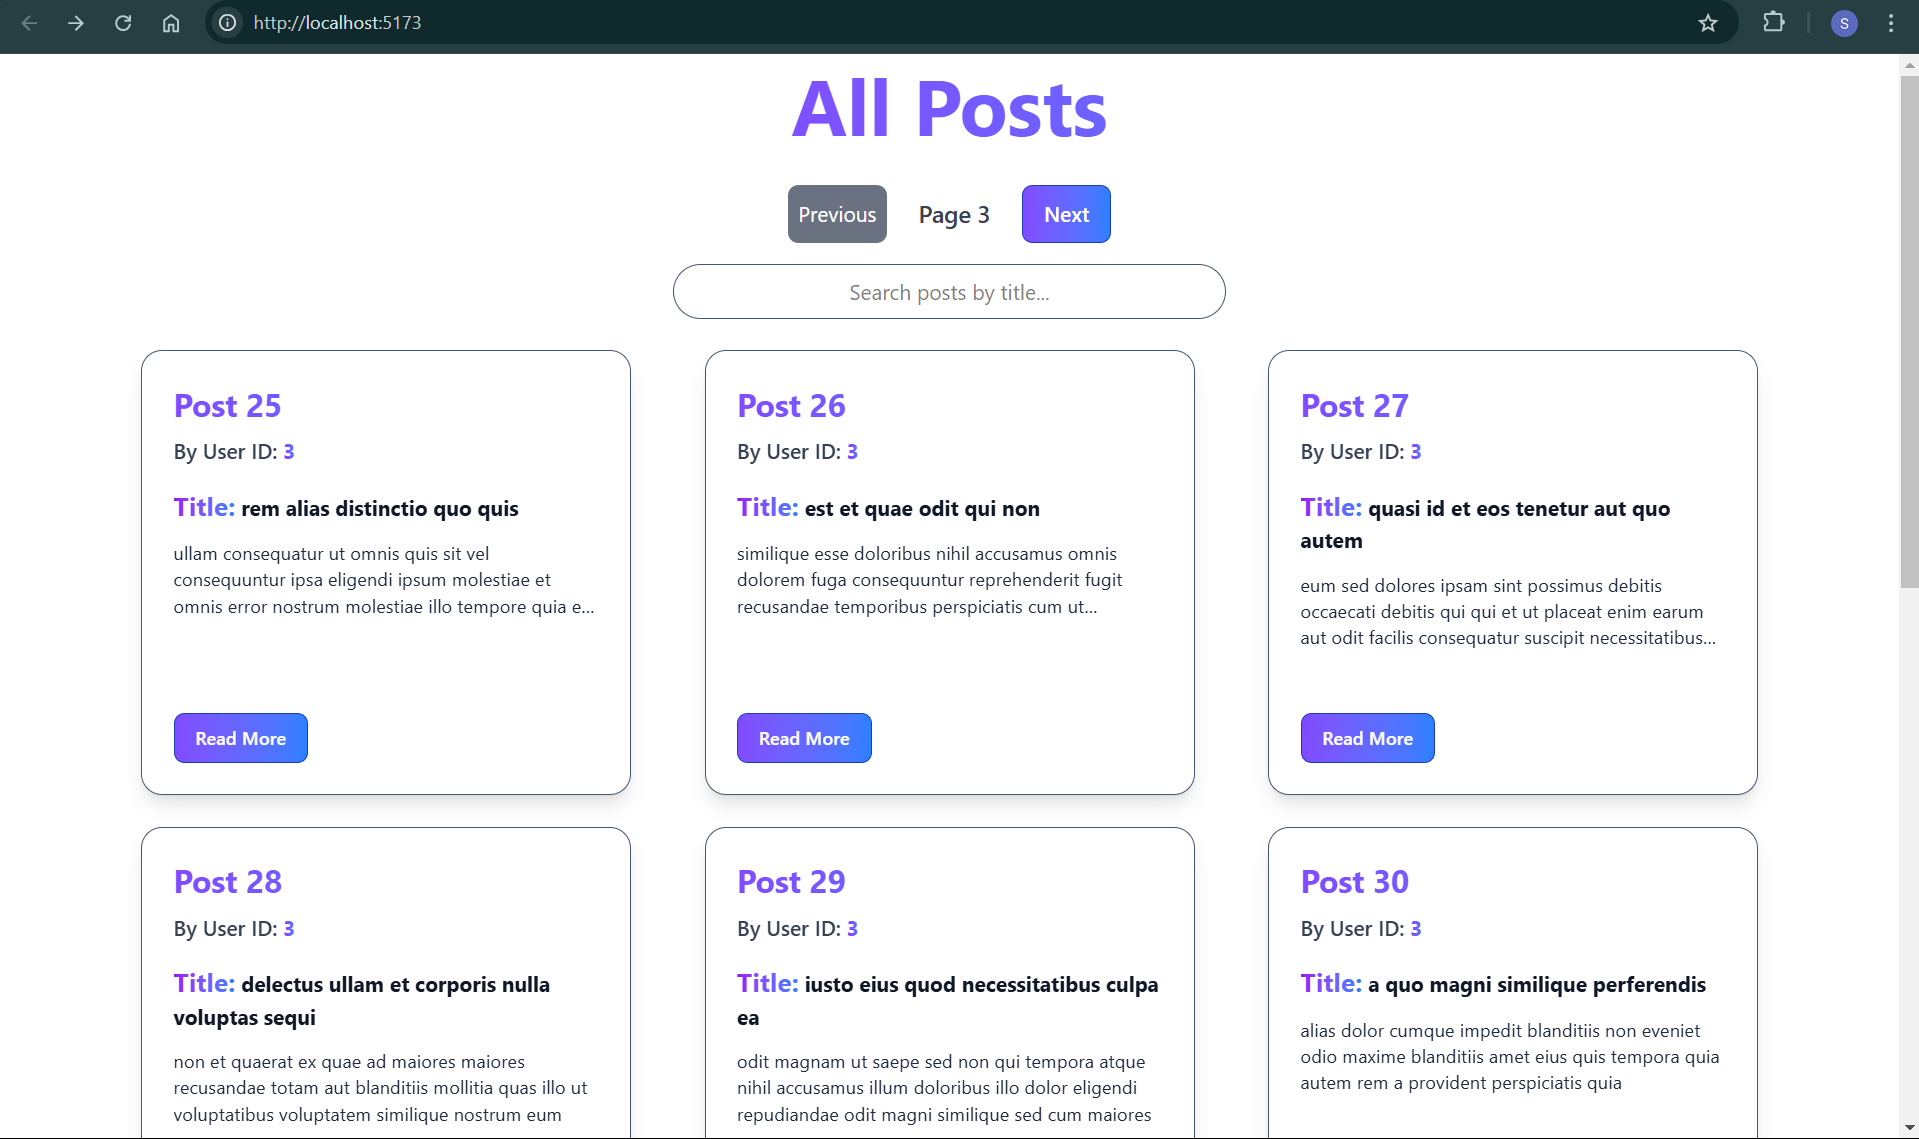 http://localhost:5173
S
All Posts
Previous
Page 3
Next
Search posts by title...
Post 25
By User ID: 3
Title: rem alias distinctio quo quis
ullam consequatur ut omnis quis sit vel
consequuntur ipsa eligendi ipsum molestiae et
omnis error nostrum molestiae illo tempore quia e...
Read More
Post 26
By User ID: 3
Title: est et quae odit qui non
similique esse doloribus nihil accusamus omnis
dolorem fuga consequuntur reprehenderit fugit
recusandae temporibus perspiciatis cum ut...
Read More
Post 27
By User ID: 3
Title: quasi id et eos tenetur aut quo
autem
eum sed dolores ipsam sint possimus debitis
occaecati debitis qui qui et ut placeat enim earum
aut odit facilis consequatur suscipit necessitatibus...
Read More
Post 28
By User ID: 3
Title: delectus ullam et corporis nulla
voluptas sequi
non et quaerat ex quae ad maiores maiores
recusandae totam aut blanditiis mollitia quas illo ut
voluptatibus voluptatem similique nostrum eum
Post 29
By User ID: 3
Title: iusto eius quod necessitatibus culpa
ea
odit magnam ut saepe sed non qui tempora atque
nihil accusamus illum doloribus illo dolor eligendi
repudiandae odit magni similique sed cum maiores
Post 30
By User ID: 3
Title: a quo magni similique perferendis
alias dolor cumque impedit blanditiis non eveniet
odio maxime blanditiis amet eius quis tempora quia
autem rem a provident perspiciatis quia